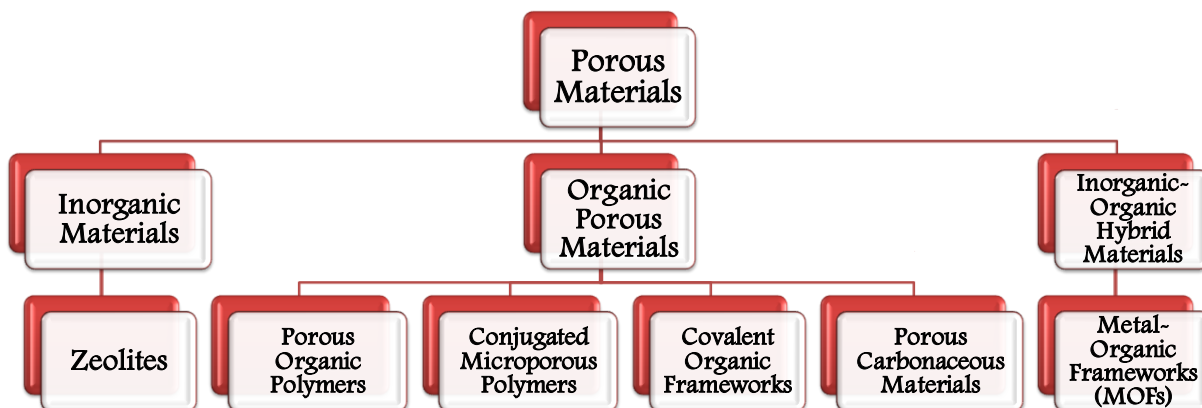 Porous
Materials
Inorganic
Materials
Organic
Porous
Materials
Inorganic-
Organic
Hybrid
Materials
Zeolites
Porous
Organic
Polymers
Conjugated
Microporous
Polymers
Covalent
Organic
Frameworks
Porous
Carbonaceous
Materials
Metal-
Organic
Frameworks
(MOFs)